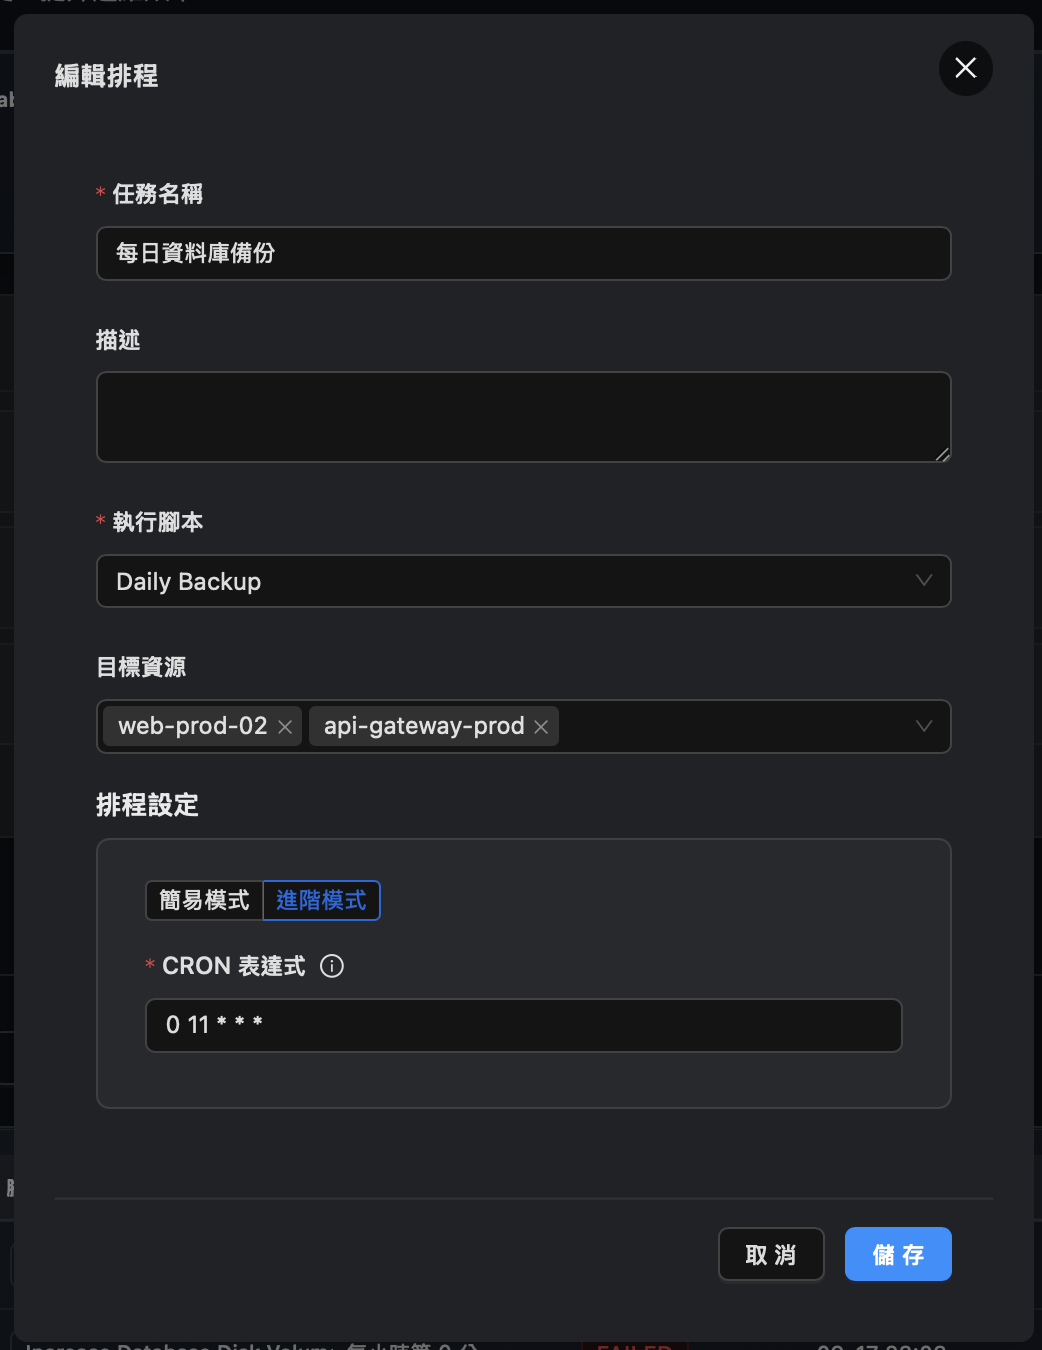 編輯排程
* 任務名稱
每日資料庫備份
描述
* 執行腳本
Daily Backup
目標資源
web-prod-02
api-gateway-prod
排程設定
簡易模式 進階模式
* CRON 表達式
0 11 * * *
取消 儲存